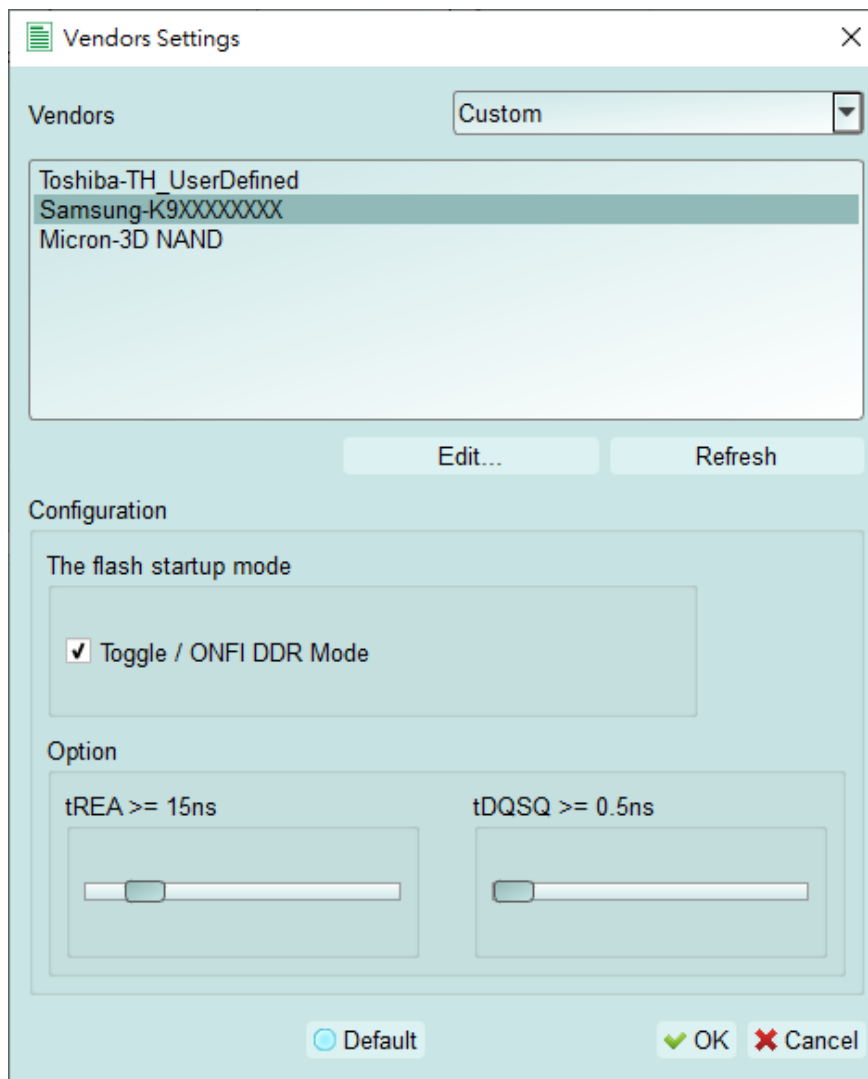 Vendors Settings
Vendors
Custom
Toshiba-TH_UserDefined
Samsung-K9XXXXXXXX
Micron-3D NAND
Edit...
Refresh
Configuration
The flash startup mode
Toggle / ONFI DDR Mode
Option
tREA >= 15ns
tDQSQ >= 0.5ns
Default
OK
Cancel